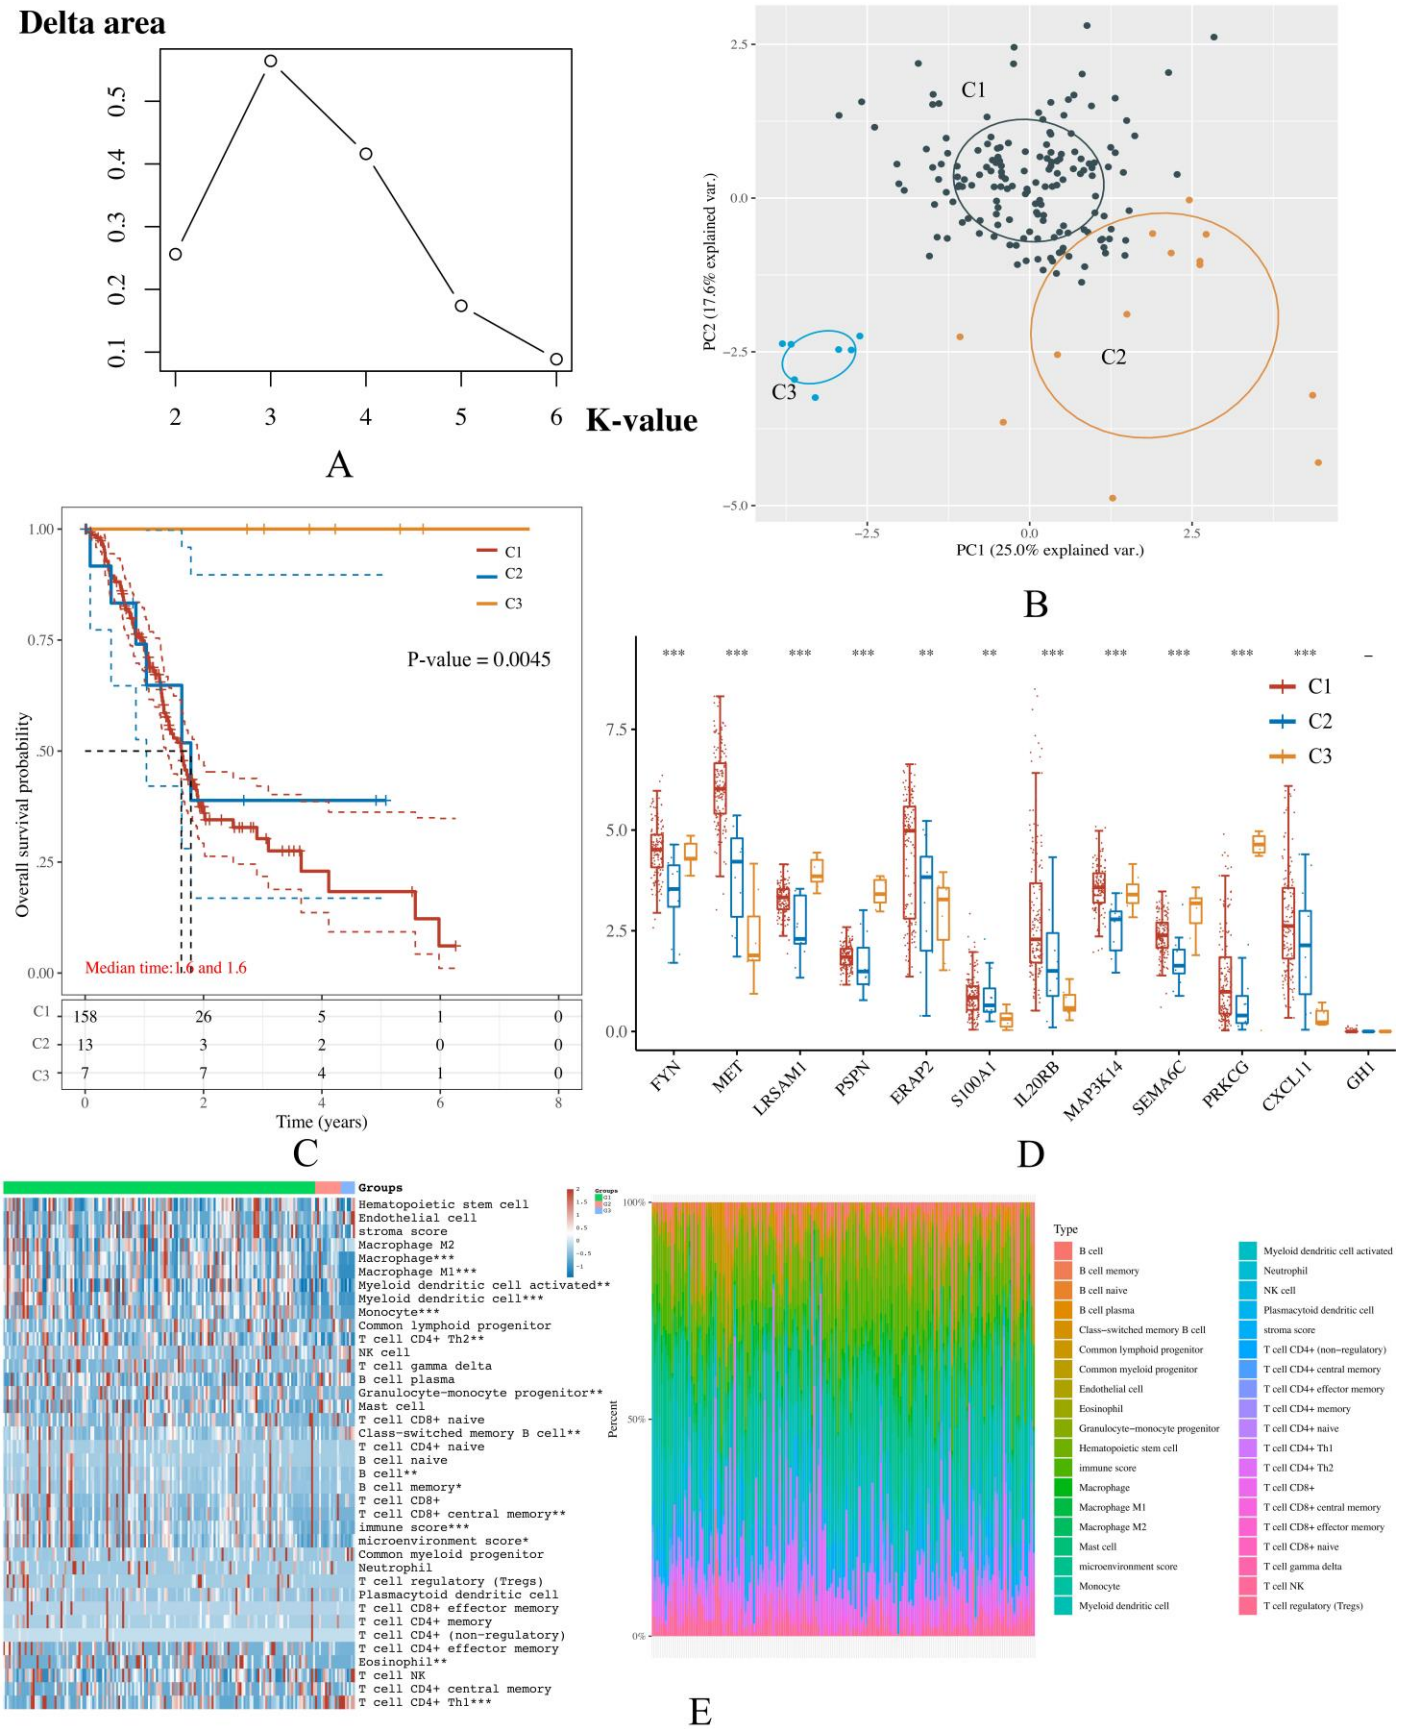 Delta area
0.5
0.4
0.3
0.2
0.1
2 3 4 5 6
K-value
A
2.5
0.0
−2.5
−5.0
PC2 (17.6% explained var.)
C1
C2
C3
−2.5 0.0 2.5
PC1 (25.0% explained var.)
B
1.00
0.75
.50
.25
0.00
Overall survival probability
C1
C2
C3
P-value = 0.0045
Median time:1.6 and 1.6
C1 158 26 5 1 0
C2 13 3 2 0 0
C3 7 7 4 1 0
0 2 4 6 8
Time (years)
C
*** *** *** *** ** ** *** *** *** *** *** −
C1
C2
C3
7.5
5.0
2.5
0.0
FYN MET LRSAM1 PSPN ERAP2 S100A1 IL20RB MAP3K14 SEMA6C PRKCG CXCL11 GH1
D
Groups
Hematopoietic stem cell
Endothelial cell
stroma score
Macrophage M2
Macrophage***
Macrophage M1***
Myeloid dendritic cell activated**
Myeloid dendritic cell***
Monocyte***
Common lymphoid progenitor
T cell CD4+ Th2**
NK cell
T cell gamma delta
B cell plasma
Granulocyte-monocyte progenitor**
Mast cell
T cell CD8+ naive
Class-switched memory B cell**
T cell CD4+ naive
B cell naive
B cell**
B cell memory*
T cell CD8+
T cell CD8+ central memory**
immune score***
microenvironment score*
Common myeloid progenitor
Neutrophil
T cell regulatory (Tregs)
Plasmacytoid dendritic cell
T cell CD8+ effector memory
T cell CD4+ memory
T cell CD4+ (non-regulatory)
T cell CD4+ effector memory
Eosinophil**
T cell NK
T cell CD4+ central memory
T cell CD4+ Th1***
2
1.5
1
0.5
0
−0.5
−1
Groups
100%
50%
0%
Percent
Type
B cell
B cell memory
B cell naive
B cell plasma
Class−switched memory B cell
Common lymphoid progenitor
Common myeloid progenitor
Endothelial cell
Eosinophil
Granulocyte−monocyte progenitor
Hematopoietic stem cell
immune score
Macrophage
Macrophage M1
Macrophage M2
Mast cell
microenvironment score
Monocyte
Myeloid dendritic cell
Myeloid dendritic cell activated
Neutrophil
NK cell
Plasmacytoid dendritic cell
stroma score
T cell CD4+ (non−regulatory)
T cell CD4+ central memory
T cell CD4+ effector memory
T cell CD4+ memory
T cell CD4+ naive
T cell CD4+ Th1
T cell CD4+ Th2
T cell CD8+
T cell CD8+ central memory
T cell CD8+ effector memory
T cell CD8+ naive
T cell gamma delta
T cell NK
T cell regulatory (Tregs)
E